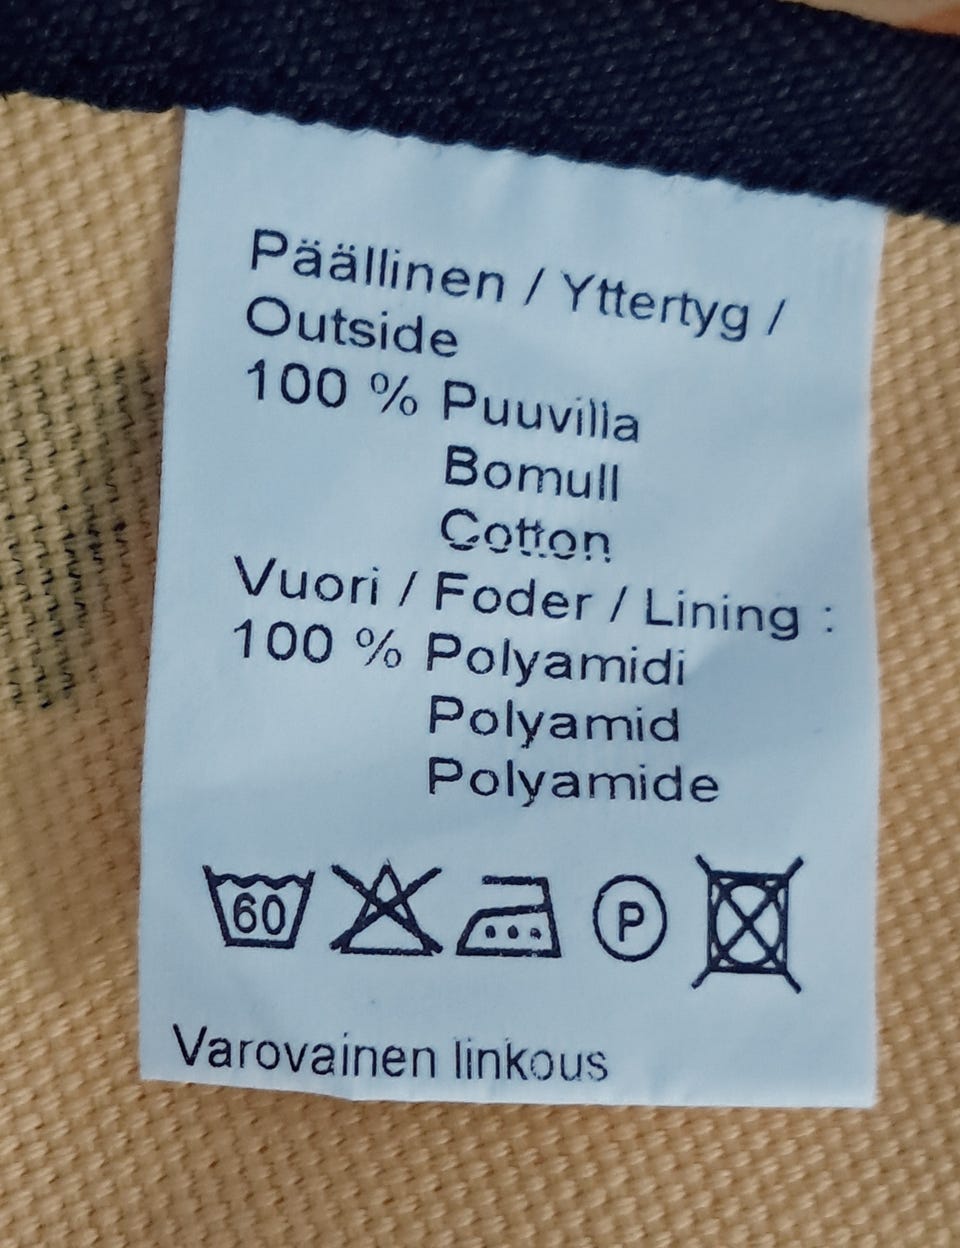 Päällinen / Yttertyg /
Outside
100 % Puuvilla
Bomull
Cotton
Vuori / Foder / Lining :
100 % Polyamidi
Polyamid
Polyamide
60 P
Varovainen linkous